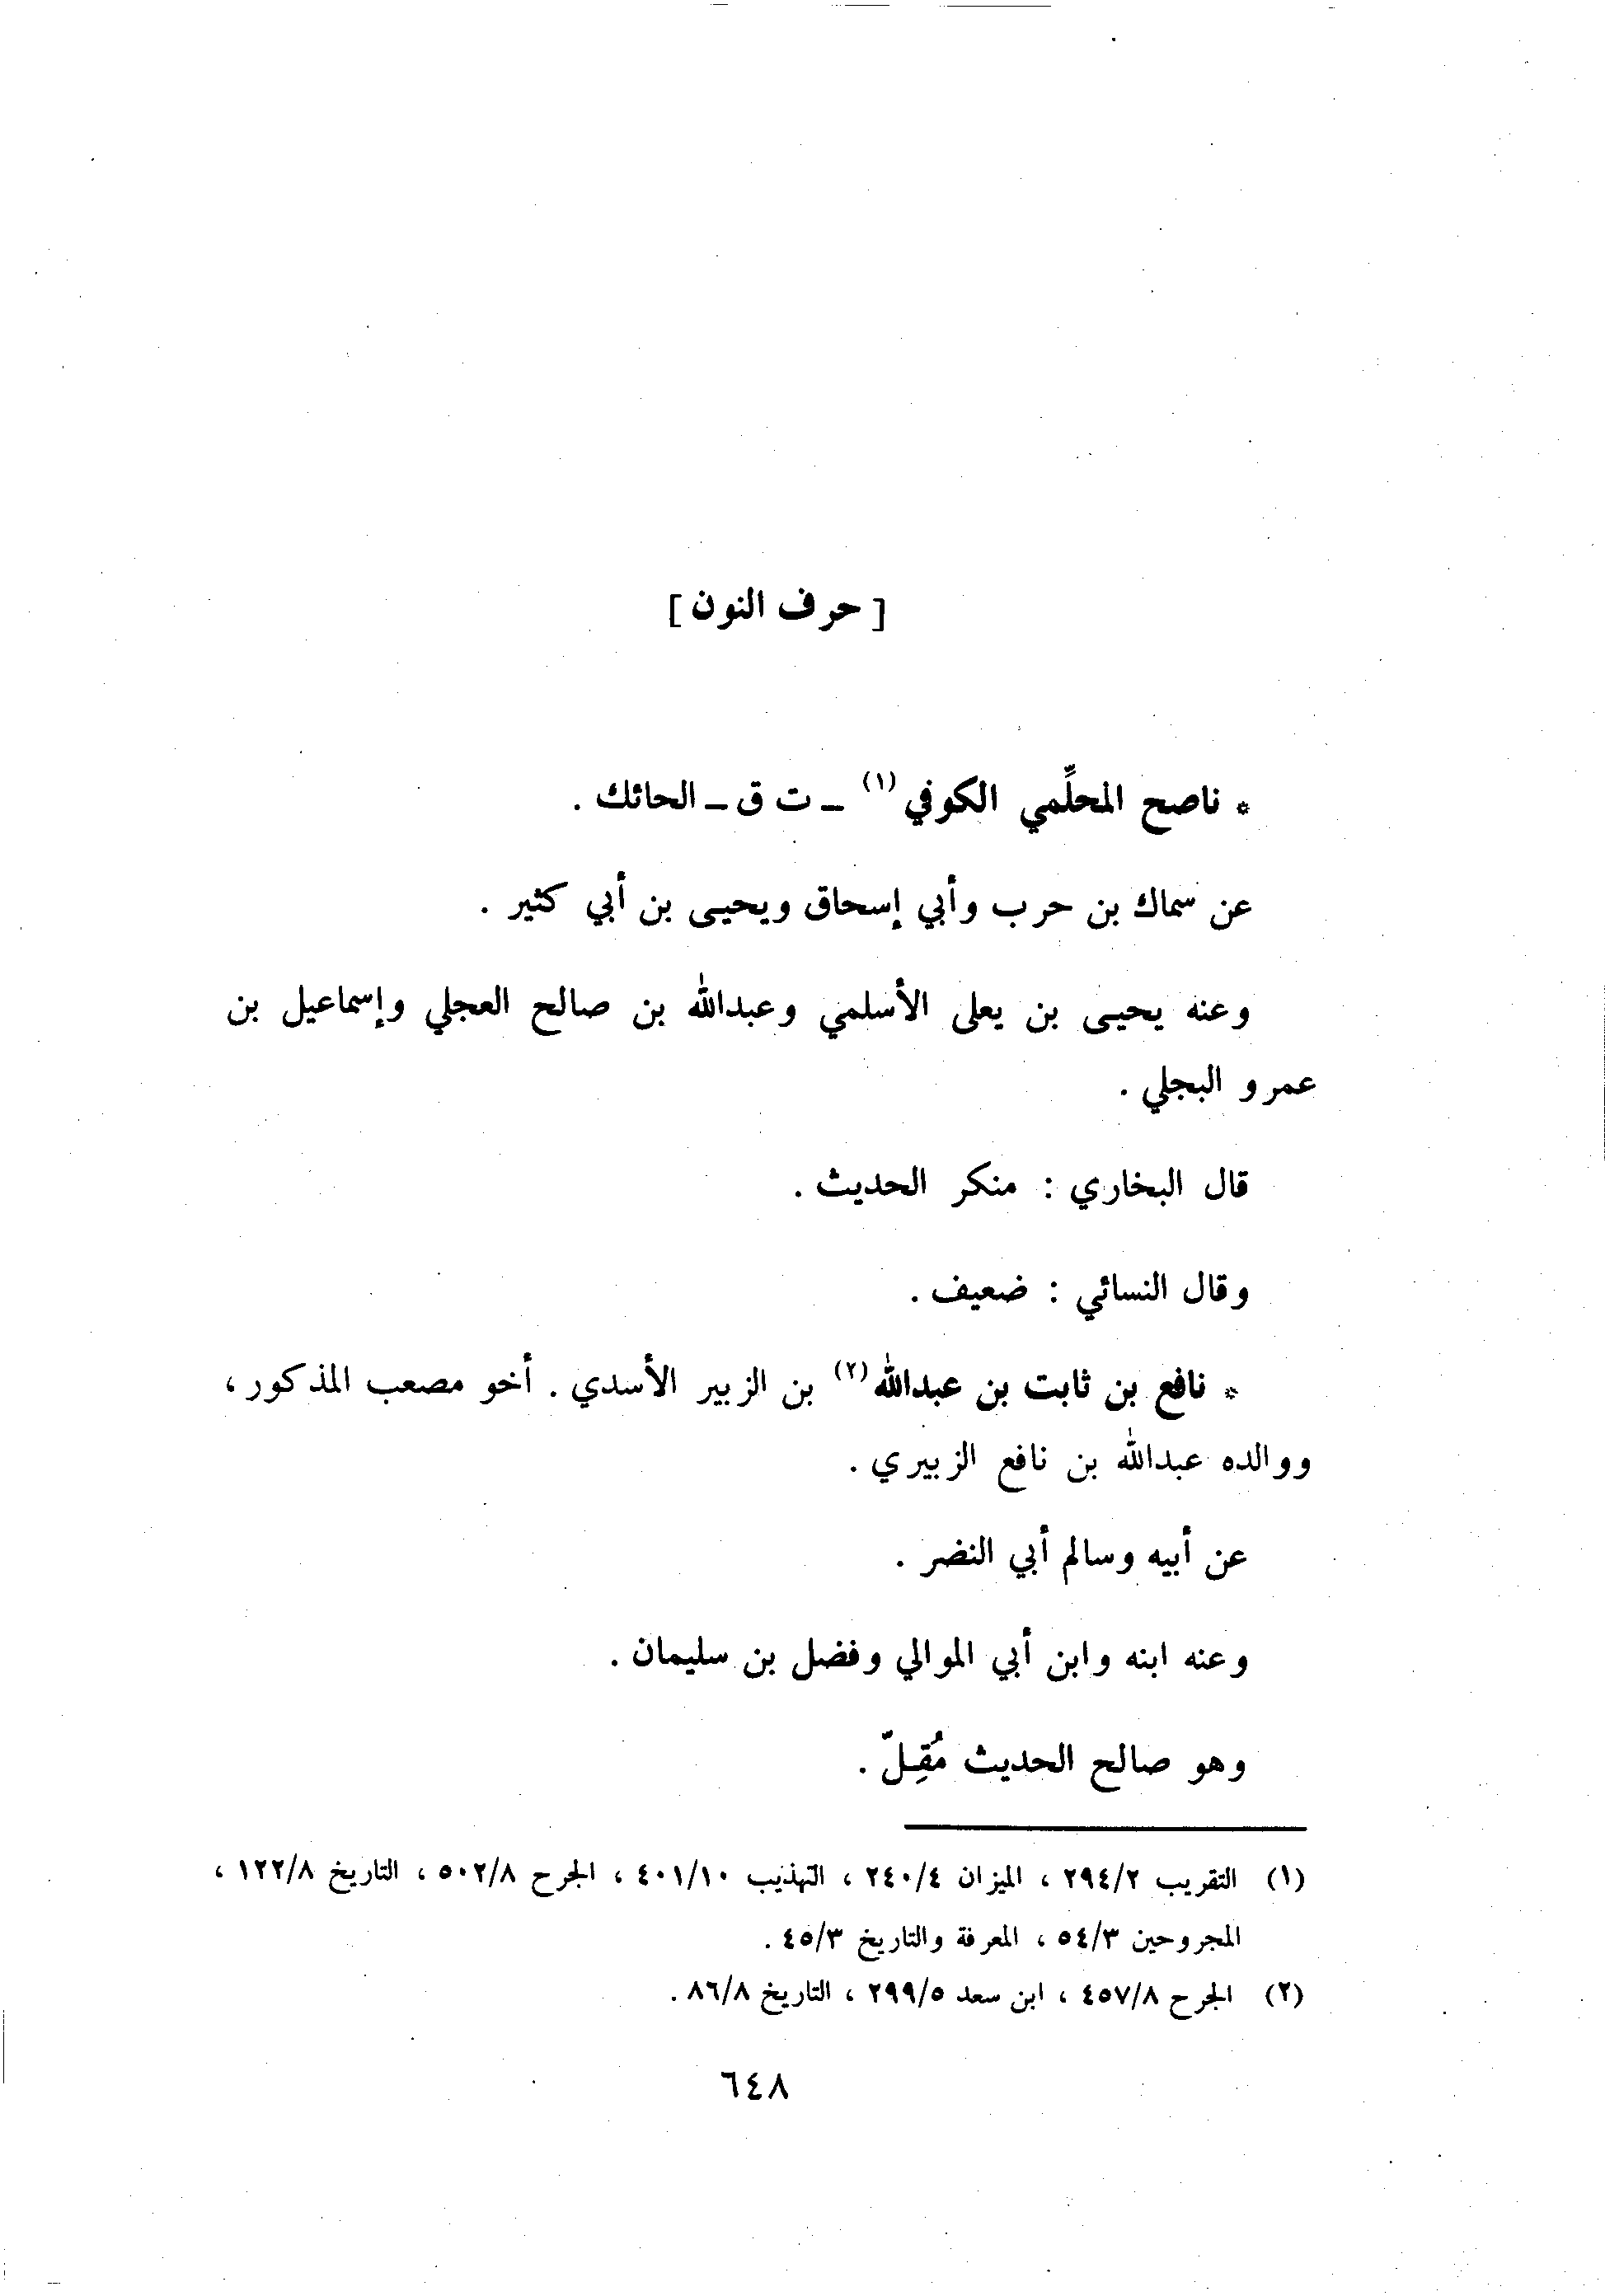 [ حرف النون ]
* ناصح المحلِّمي الكوفي (١) ــ ت ق ــ الحائك .
عن سماك بن حرب وأبي إسحاق ويحيى بن أبي كثير .
وعنه يحيى بن يعلى الأسلمي وعبدالله بن صالح العجلي وإسماعيل بن
عمرو البجلي .
قال البخاري : منكر الحديث .
وقال النسائي : ضعيف .
* نافع بن ثابت بن عبدالله (٢) بن الزبير الأسدي . أخو مصعب المذكور ،
ووالده عبدالله بن نافع الزبيري .
عن أبيه وسالم أبي النضر .
وعنه ابنه وابن أبي الموالي وفضل بن سليمان .
وهو صالح الحديث مُقِلّ .
(١) التقريب ٢٩٤/٢ ، الميزان ٢٤٠/٤ ، التهذيب ٤٠١/١٠ ، الجرح ٥٠٢/٨ ، التاريخ ١٢٢/٨ ،
المجروحين ٥٤/٣ ، المعرفة والتاريخ ٤٥/٣ .
(٢) الجرح ٤٥٧/٨ ، ابن سعد ٢٩٩/٥ ، التاريخ ٨٦/٨ .
٦٤٨